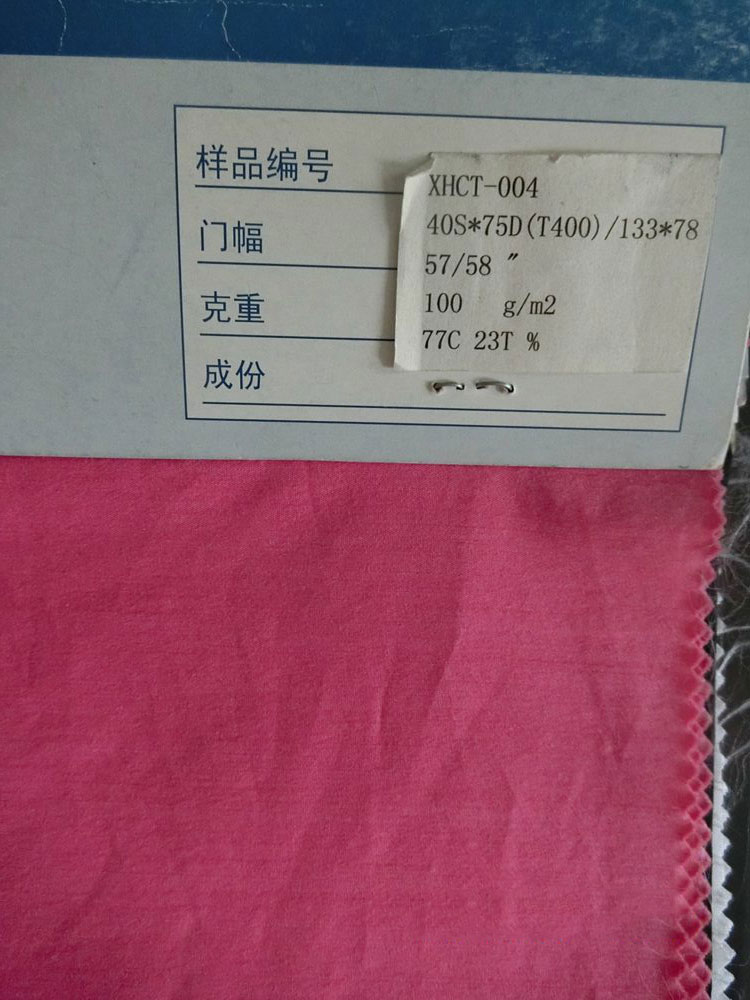 样品编号
XHCT-004
40S*75D(T400)/133*78
门幅
57/58 ″
克重
100 g/m2
77C 23T %
成份